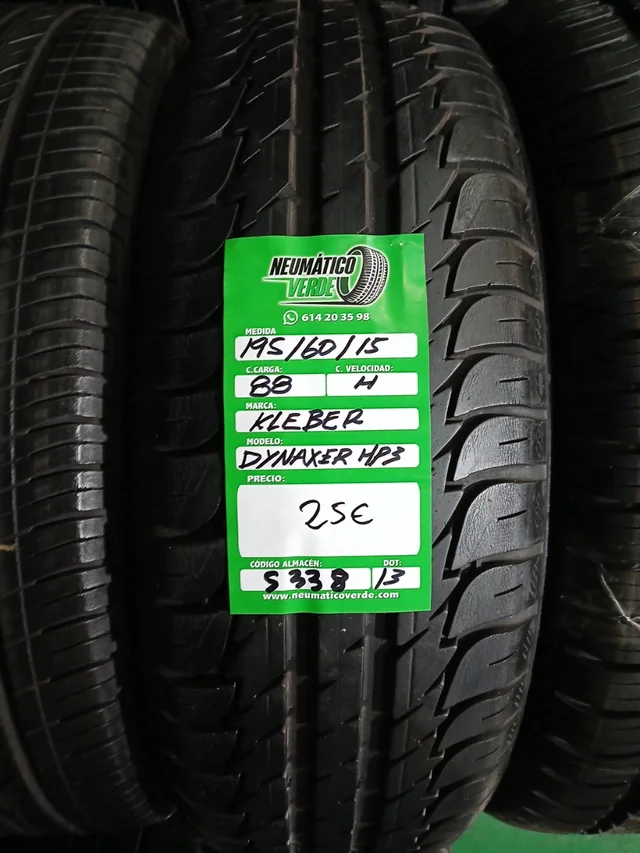 NEUMÁTICO
VERDE
614 20 35 98
MEDIDA
195/60/15
C.CARGA: C. VELOCIDAD:
88 H
MARCA:
KLEBER
MODELO:
DYNAXER HP3
PRECIO:
25€
CÓDIGO ALMACÉN: DOT:
S 338 13
www.neumaticoverde.com